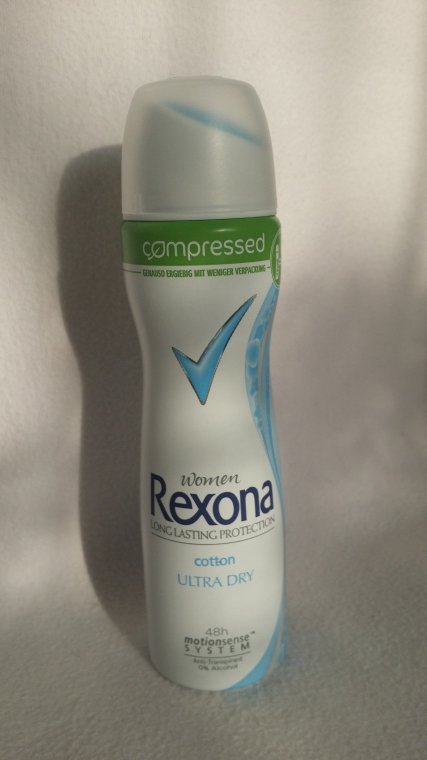 compressed
GENAUSO ERGIEBIG MIT WENIGER VERPACKUNG
women
Rexona
LONG LASTING PROTECTION
cotton
ULTRA DRY
48h
motionsense™
SYSTEM
Anti-Transpirant
0% Alcohol